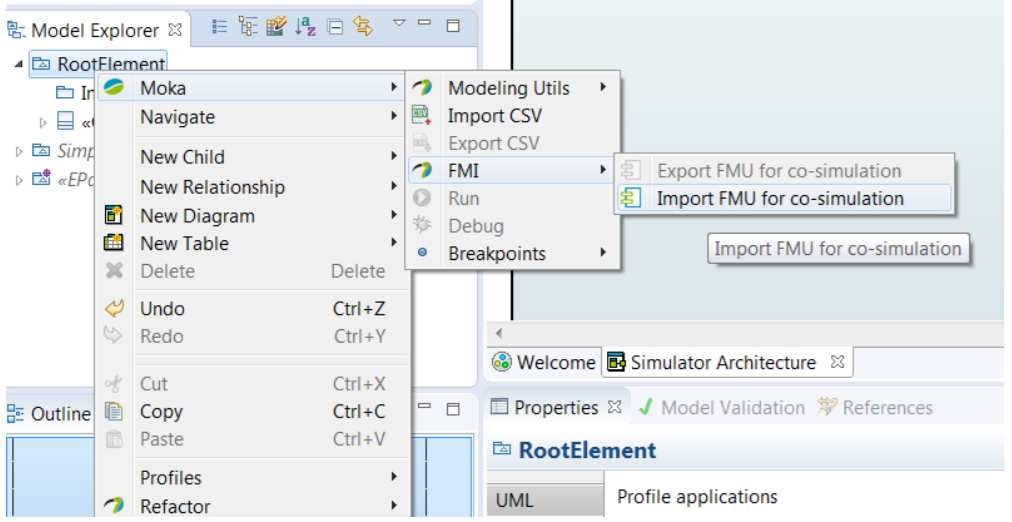 Model Explorer
RootElement
In
«
Simp
«EPa
Moka
Navigate
New Child
New Relationship
New Diagram
New Table
Delete Delete
Undo Ctrl+Z
Redo Ctrl+Y
Cut Ctrl+X
Copy Ctrl+C
Paste Ctrl+V
Profiles
Refactor
Modeling Utils
Import CSV
Export CSV
FMI
Run
Debug
Breakpoints
Export FMU for co-simulation
Import FMU for co-simulation
Import FMU for co-simulation
Welcome Simulator Architecture
Outline
Properties Model Validation References
RootElement
UML
Profile applications